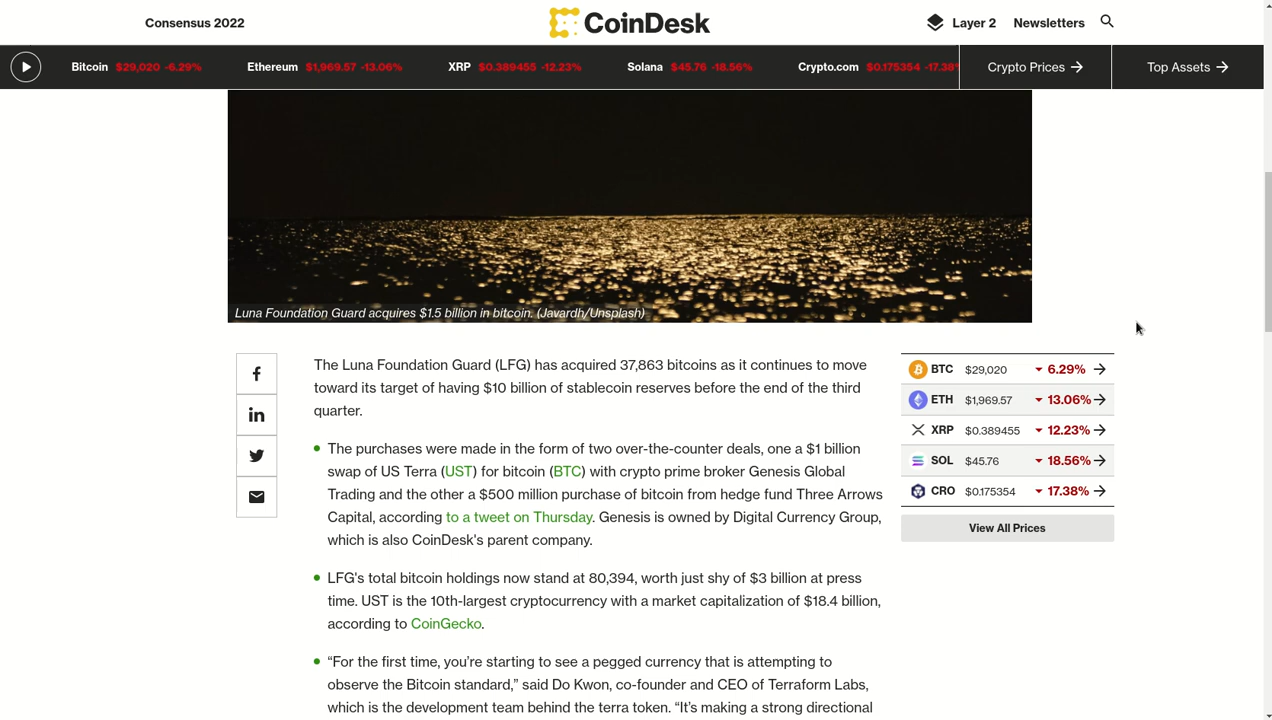 Consensus 2022
CoinDesk
Layer 2
Newsletters
Bitcoin $29,020 -6.29%
Ethereum $1,969.57 -13.06%
XRP $0.389455 -12.23%
Solana $45.76 -18.56%
Crypto.com $0.175354 -17.38%
Crypto Prices
Top Assets
Luna Foundation Guard acquires $1.5 billion in bitcoin. (Javardh/Unsplash)
The Luna Foundation Guard (LFG) has acquired 37,863 bitcoins as it continues to move
toward its target of having $10 billion of stablecoin reserves before the end of the third
quarter.
The purchases were made in the form of two over-the-counter deals, one a $1 billion
swap of US Terra (UST) for bitcoin (BTC) with crypto prime broker Genesis Global
Trading and the other a $500 million purchase of bitcoin from hedge fund Three Arrows
Capital, according to a tweet on Thursday. Genesis is owned by Digital Currency Group,
which is also CoinDesk's parent company.
LFG's total bitcoin holdings now stand at 80,394, worth just shy of $3 billion at press
time. UST is the 10th-largest cryptocurrency with a market capitalization of $18.4 billion,
according to CoinGecko.
“For the first time, you’re starting to see a pegged currency that is attempting to
observe the Bitcoin standard,” said Do Kwon, co-founder and CEO of Terraform Labs,
which is the development team behind the terra token. “It’s making a strong directional
BTC $29,020 6.29%
ETH $1,969.57 13.06%
XRP $0.389455 12.23%
SOL $45.76 18.56%
CRO $0.175354 17.38%
View All Prices